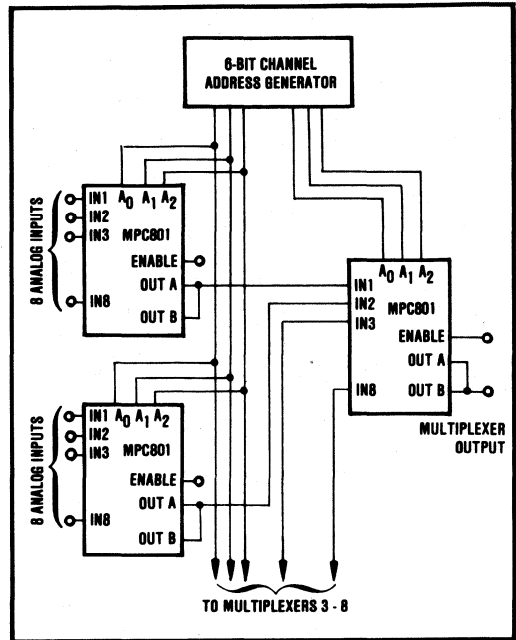 6-BIT CHANNEL
ADDRESS GENERATOR
8 ANALOG INPUTS
IN1 A0 A1 A2
IN2
IN3 MPC801
ENABLE
OUT A
IN8
OUT B
A0 A1 A2
IN1
IN2 MPC801
IN3
ENABLE
OUT A
IN8 OUT B
MULTIPLEXER
OUTPUT
8 ANALOG INPUTS
IN1 A0 A1 A2
IN2
IN3 MPC801
ENABLE
OUT A
IN8
OUT B
TO MULTIPLEXERS 3 - 8